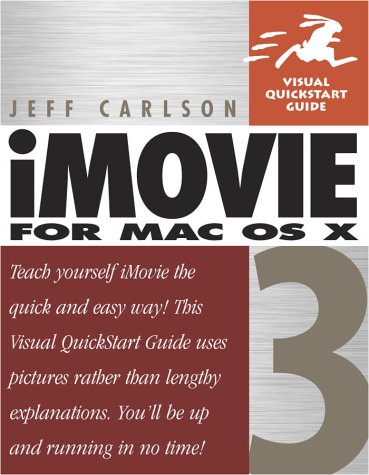 VISUAL
QUICKSTART
GUIDE
JEFF CARLSON
iMOVIE
FOR MAC OS X
3
Teach yourself iMovie the
quick and easy way! This
Visual QuickStart Guide uses
pictures rather than lengthy
explanations. You'll be up
and running in no time!